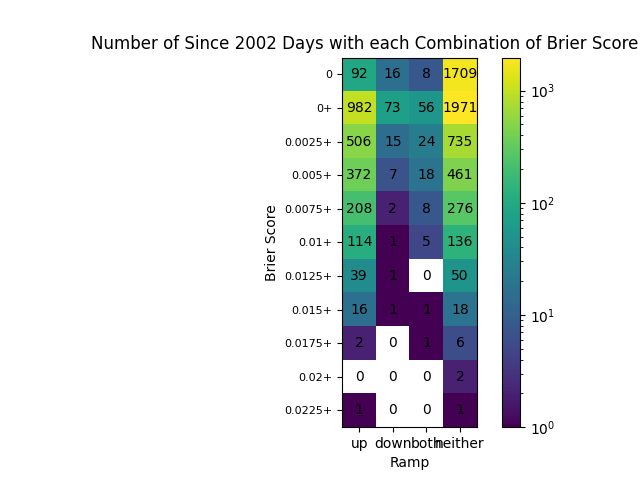 Number of Since 2002 Days with each Combination of Brier Score
0 92 16 8 1709
0+ 982 73 56 1971
0.0025+ 506 15 24 735
0.005+ 372 7 18 461
0.0075+ 208 2 8 276
0.01+ 114 1 5 136
0.0125+ 39 1 0 50
0.015+ 16 1 1 18
0.0175+ 2 0 1 6
0.02+ 0 0 0 2
0.0225+ 1 0 0 1
up down both neither
Ramp
Brier Score
10³
10²
10¹
10⁰